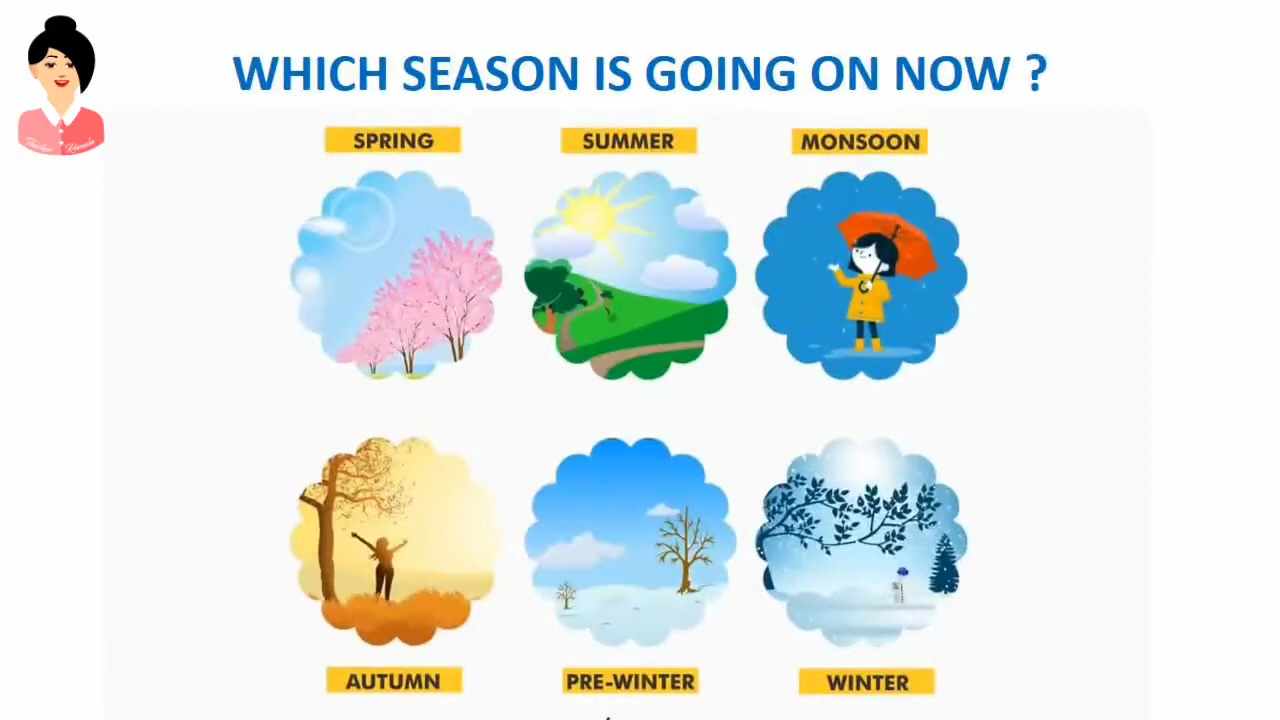 WHICH SEASON IS GOING ON NOW ?
SPRING
SUMMER
MONSOON
AUTUMN
PRE-WINTER
WINTER